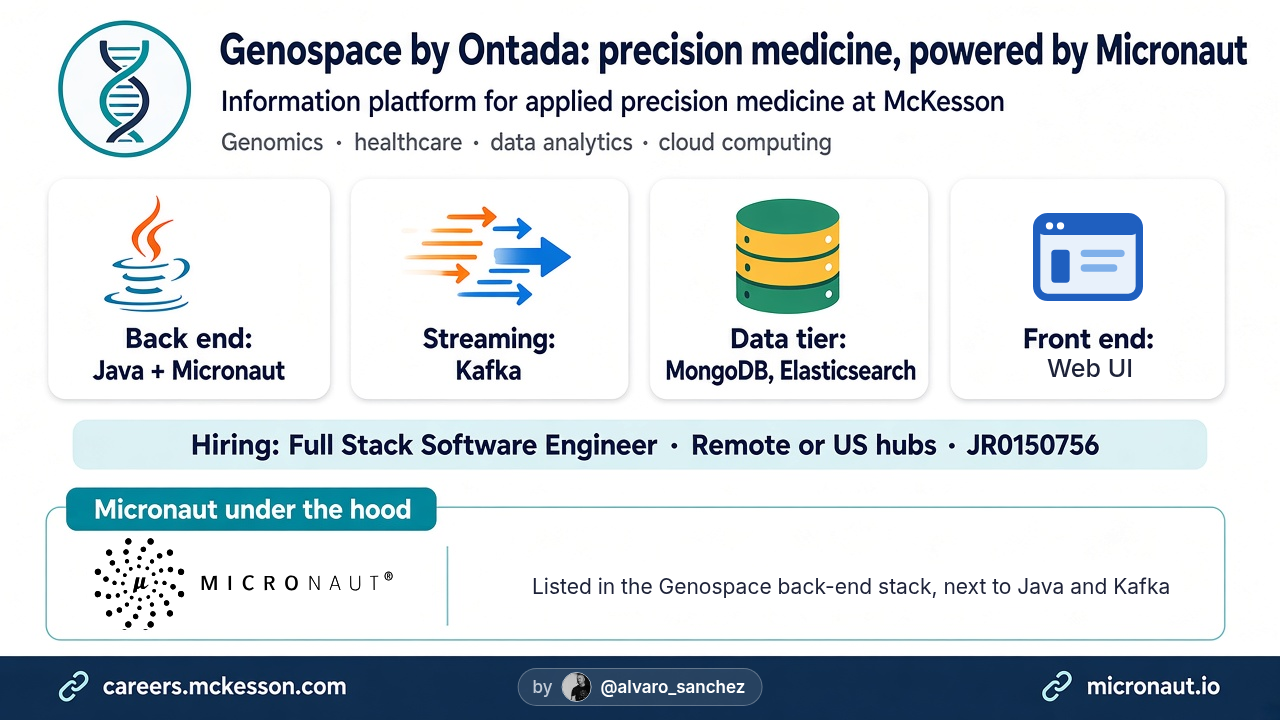 Genospace by Ontada: precision medicine, powered by Micronaut
Information platform for applied precision medicine at McKesson
Genomics · healthcare · data analytics · cloud computing
Back end:
Java + Micronaut
Streaming:
Kafka
Data tier:
MongoDB, Elasticsearch
Front end:
Web UI
Hiring: Full Stack Software Engineer · Remote or US hubs · JR0150756
Micronaut under the hood
μ MICRONAUT®
Listed in the Genospace back-end stack, next to Java and Kafka
careers.mckesson.com
by @alvaro_sanchez
micronaut.io